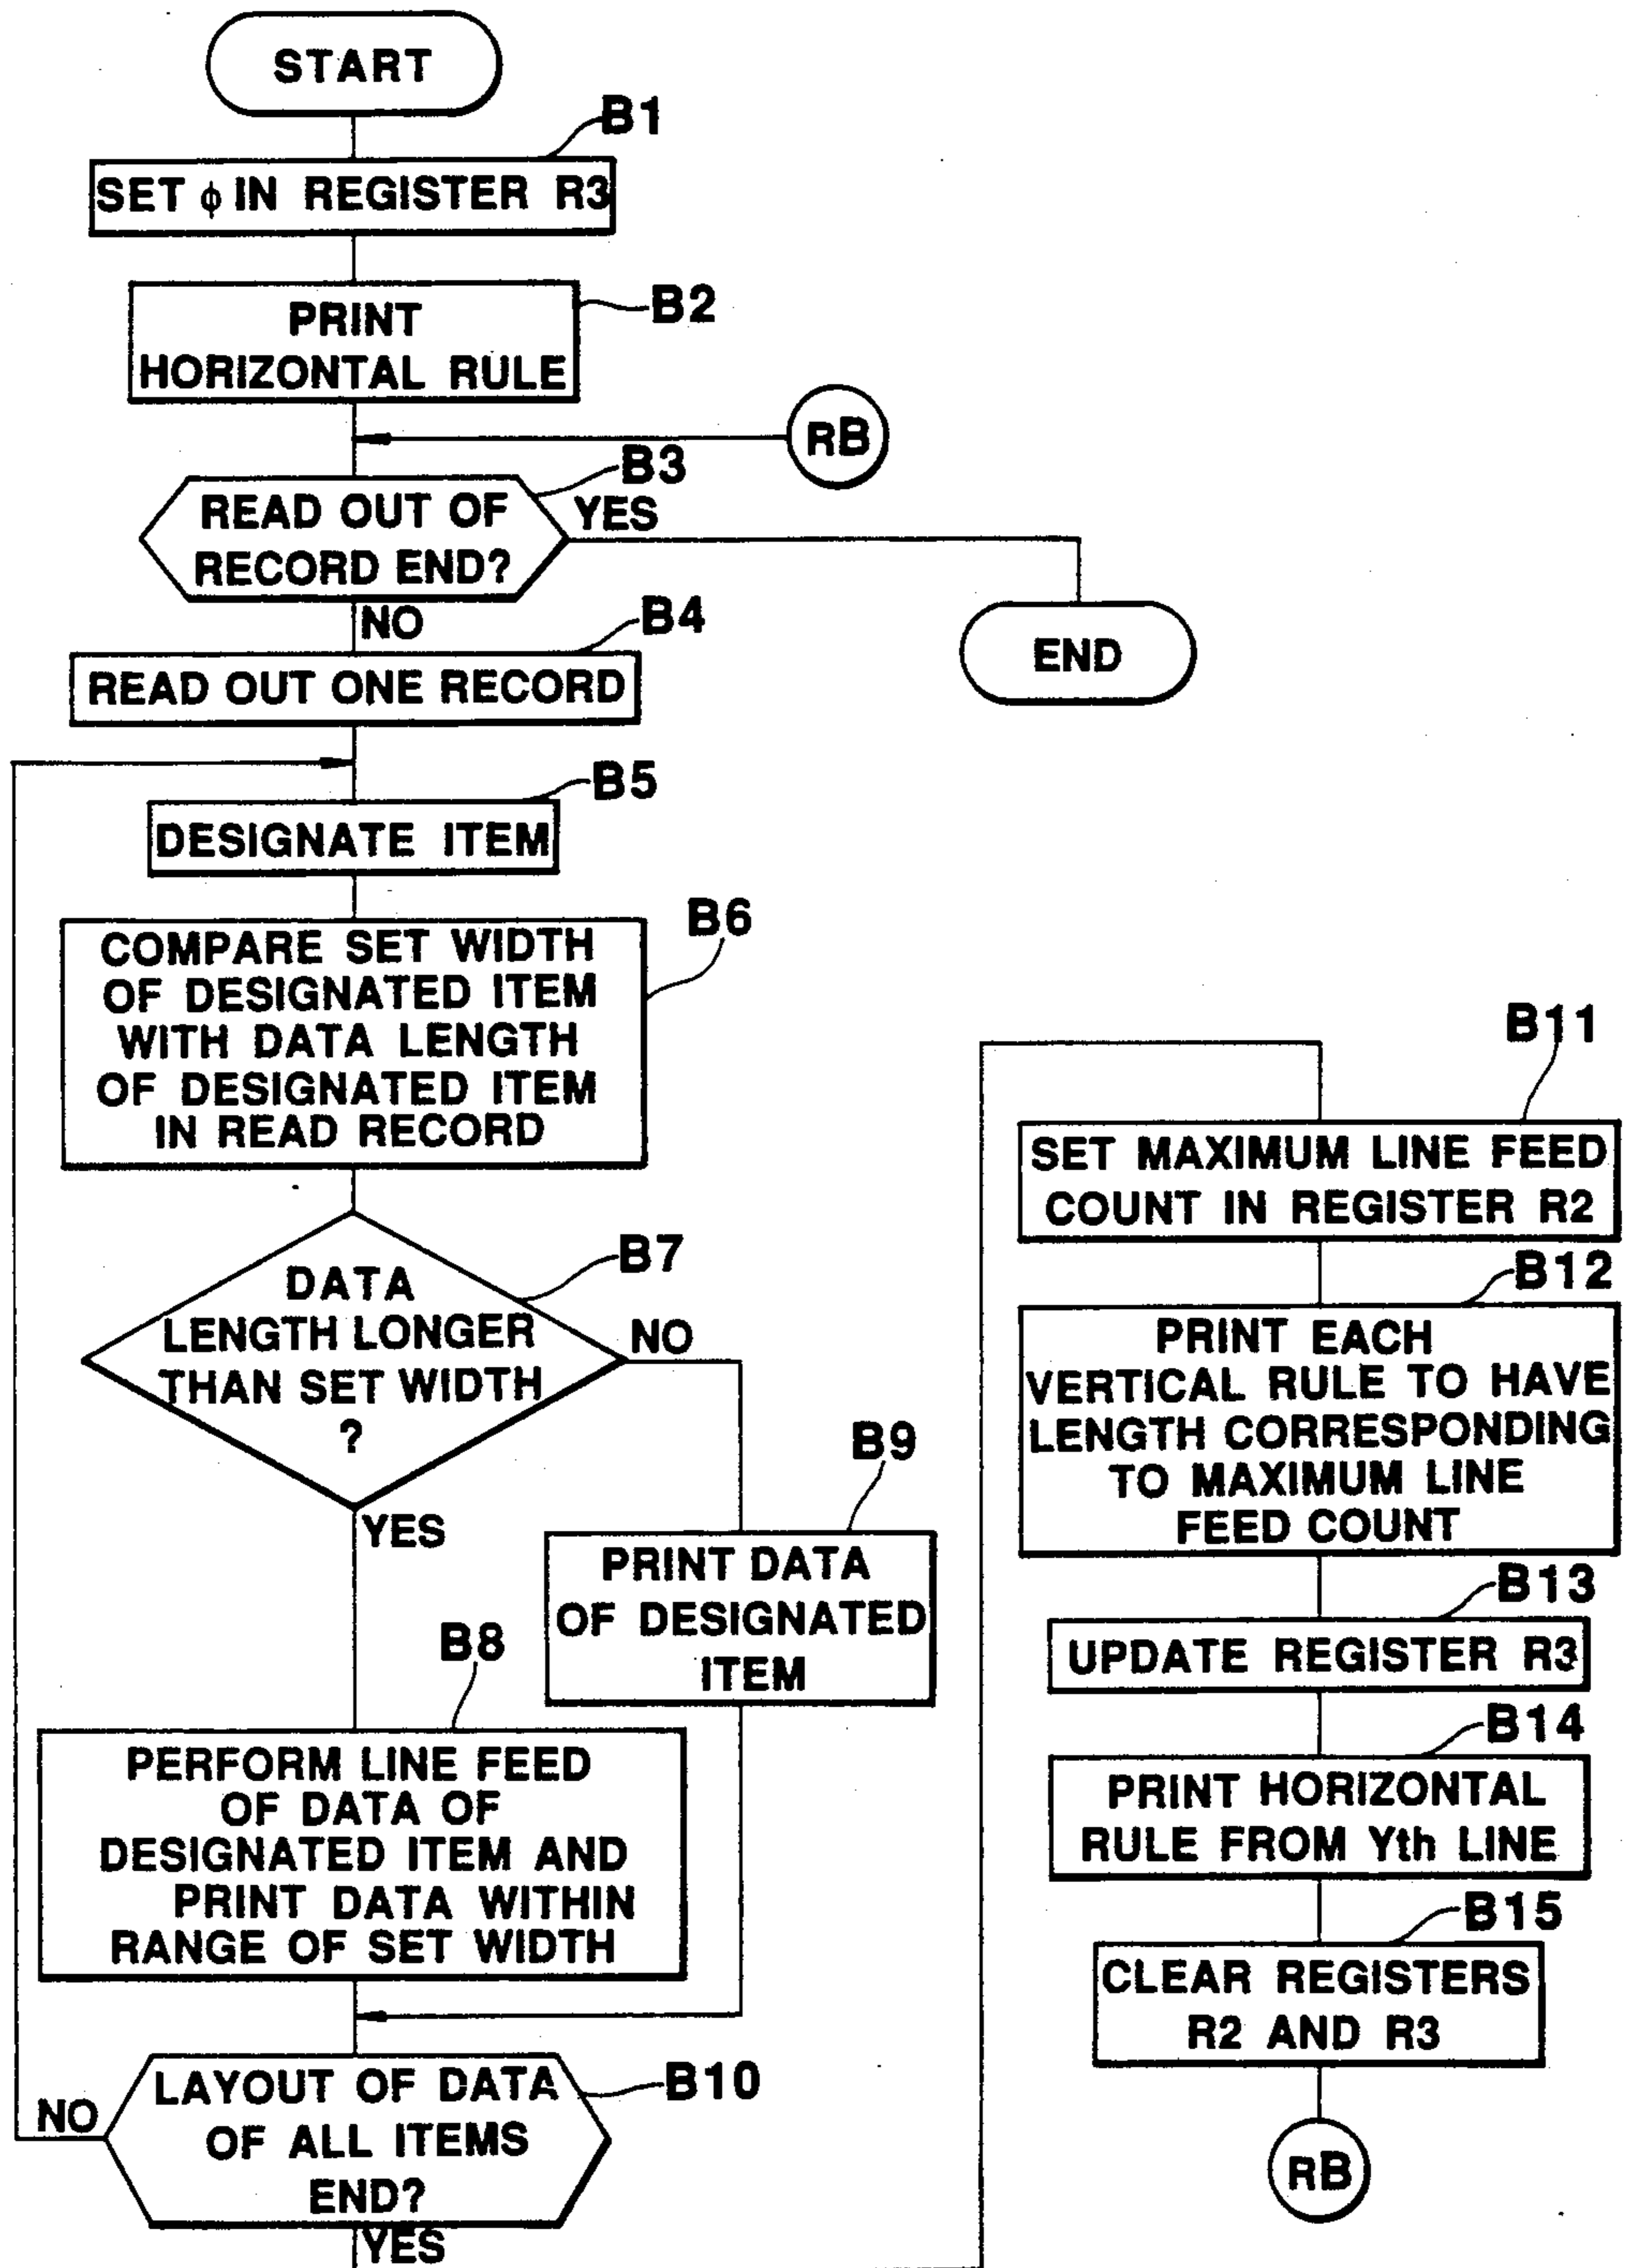 START
B1
SET φ IN REGISTER R3
B2
PRINT
HORIZONTAL RULE
RB
B3
READ OUT OF
RECORD END?
YES
NO
END
B4
READ OUT ONE RECORD
B5
DESIGNATE ITEM
B6
COMPARE SET WIDTH
OF DESIGNATED ITEM
WITH DATA LENGTH
OF DESIGNATED ITEM
IN READ RECORD
B7
DATA
LENGTH LONGER
THAN SET WIDTH
?
NO
YES
B9
PRINT DATA
OF DESIGNATED
ITEM
B8
PERFORM LINE FEED
OF DATA OF
DESIGNATED ITEM AND
PRINT DATA WITHIN
RANGE OF SET WIDTH
B10
LAYOUT OF DATA
OF ALL ITEMS
END?
NO
YES
B11
SET MAXIMUM LINE FEED
COUNT IN REGISTER R2
B12
PRINT EACH
VERTICAL RULE TO HAVE
LENGTH CORRESPONDING
TO MAXIMUM LINE
FEED COUNT
B13
UPDATE REGISTER R3
B14
PRINT HORIZONTAL
RULE FROM Yth LINE
B15
CLEAR REGISTERS
R2 AND R3
RB